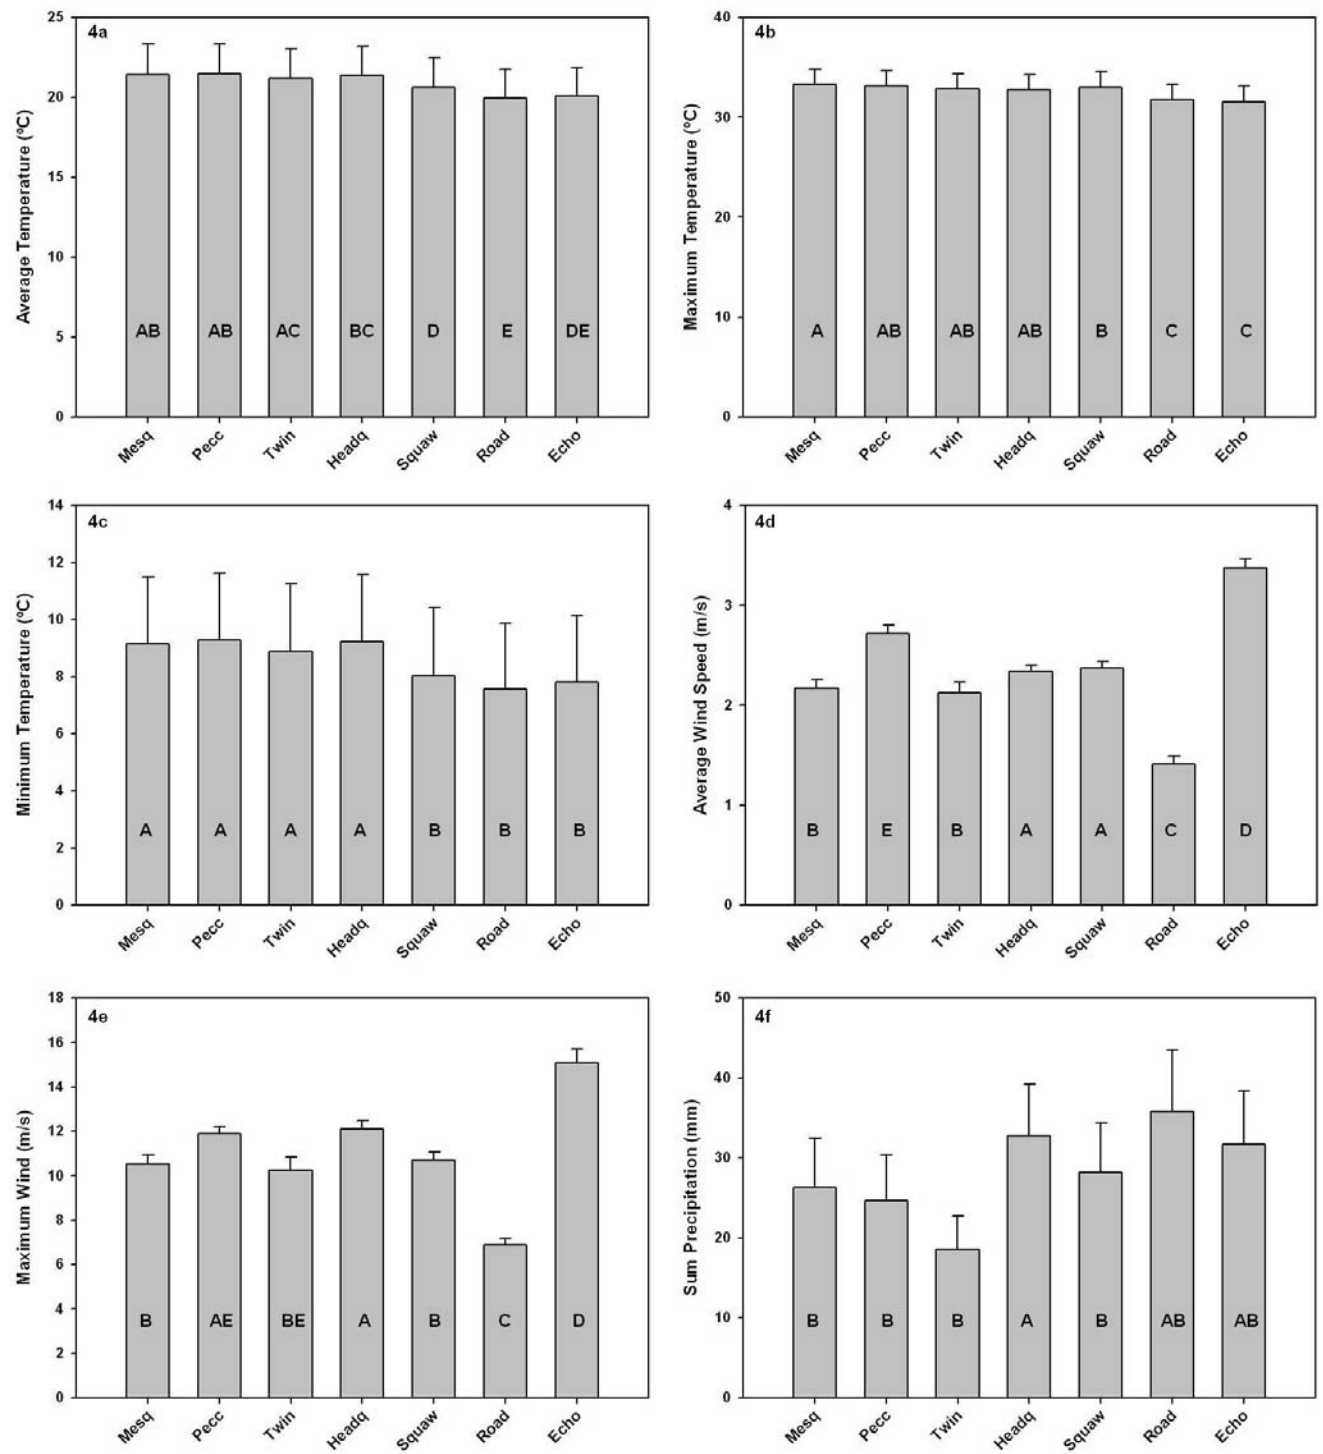 4a
Average Temperature (ºC)
25
20
15
10
5
0
AB AB AC BC D E DE
Mesq Pecc Twin Headq Squaw Road Echo
4b
Maximum Temperature (ºC)
40
30
20
10
0
A AB AB AB B C C
Mesq Pecc Twin Headq Squaw Road Echo
4c
Minimum Temperature (ºC)
14
12
10
8
6
4
2
0
A A A A B B B
Mesq Pecc Twin Headq Squaw Road Echo
4d
Average Wind Speed (m/s)
4
3
2
1
0
B E B A A C D
Mesq Pecc Twin Headq Squaw Road Echo
4e
Maximum Wind (m/s)
18
16
14
12
10
8
6
4
2
0
B AE BE A B C D
Mesq Pecc Twin Headq Squaw Road Echo
4f
Sum Precipitation (mm)
50
40
30
20
10
0
B B B A B AB AB
Mesq Pecc Twin Headq Squaw Road Echo